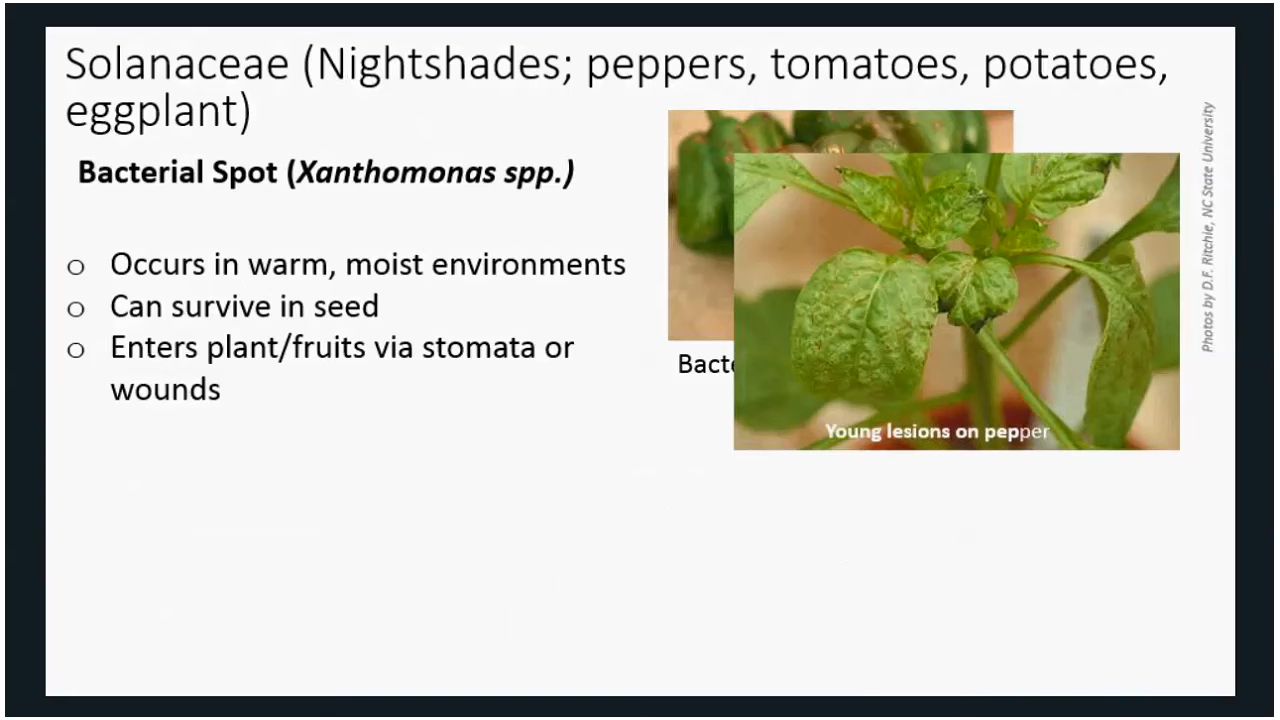 Solanaceae (Nightshades; peppers, tomatoes, potatoes,
eggplant)
Bacterial Spot (Xanthomonas spp.)
o Occurs in warm, moist environments
o Can survive in seed
o Enters plant/fruits via stomata or
wounds
Bacte
Young lesions on pepper
Photos by D.F. Ritchie, NC State University